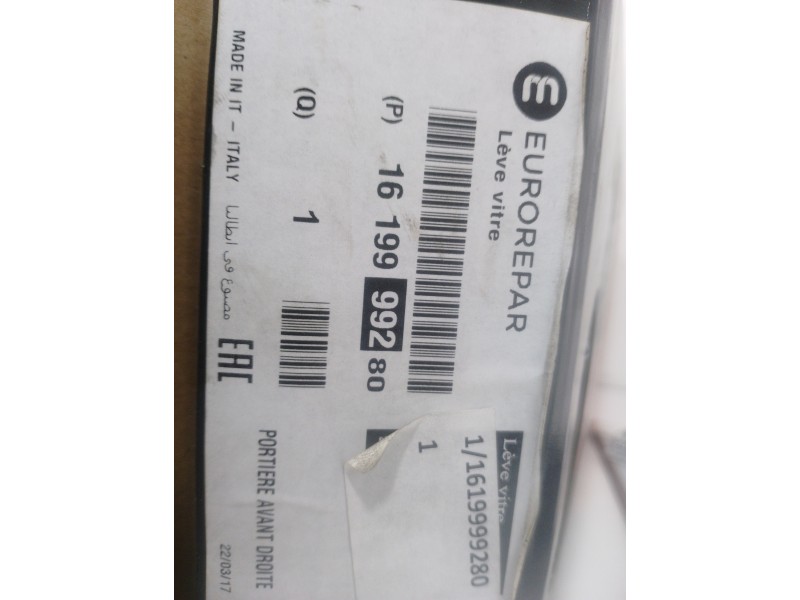 EUROREPAR
Lève vitre
(P) 16 199 992 80
(Q) 1
MADE IN IT - ITALY مصنوع في ايطاليا
EAC
Lève vitre
1/1619999280
1
PORTIERE AVANT DROITE
22/03/17